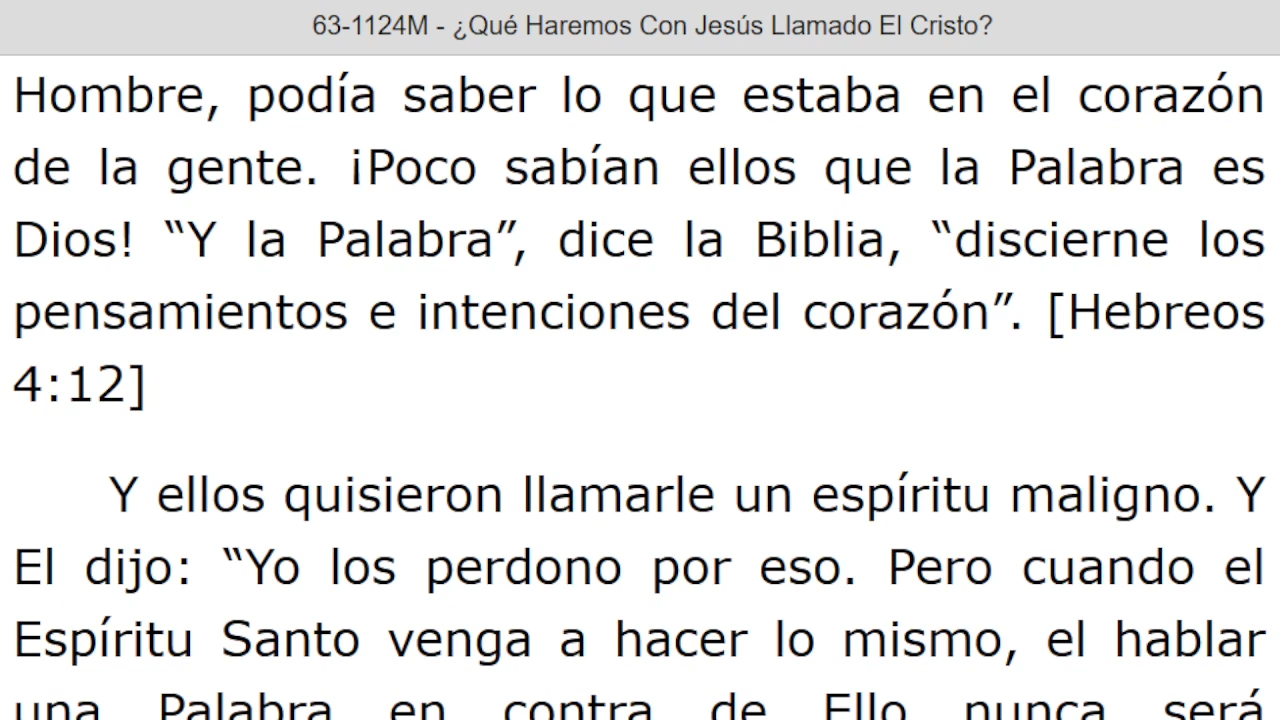 63-1124M - ¿Qué Haremos Con Jesús Llamado El Cristo?
Hombre, podía saber lo que estaba en el corazón
de la gente. ¡Poco sabían ellos que la Palabra es
Dios! “Y la Palabra”, dice la Biblia, “discierne los
pensamientos e intenciones del corazón”. [Hebreos
4:12]
Y ellos quisieron llamarle un espíritu maligno. Y
El dijo: “Yo los perdono por eso. Pero cuando el
Espíritu Santo venga a hacer lo mismo, el hablar
una Palabra en contra de Ello nunca será